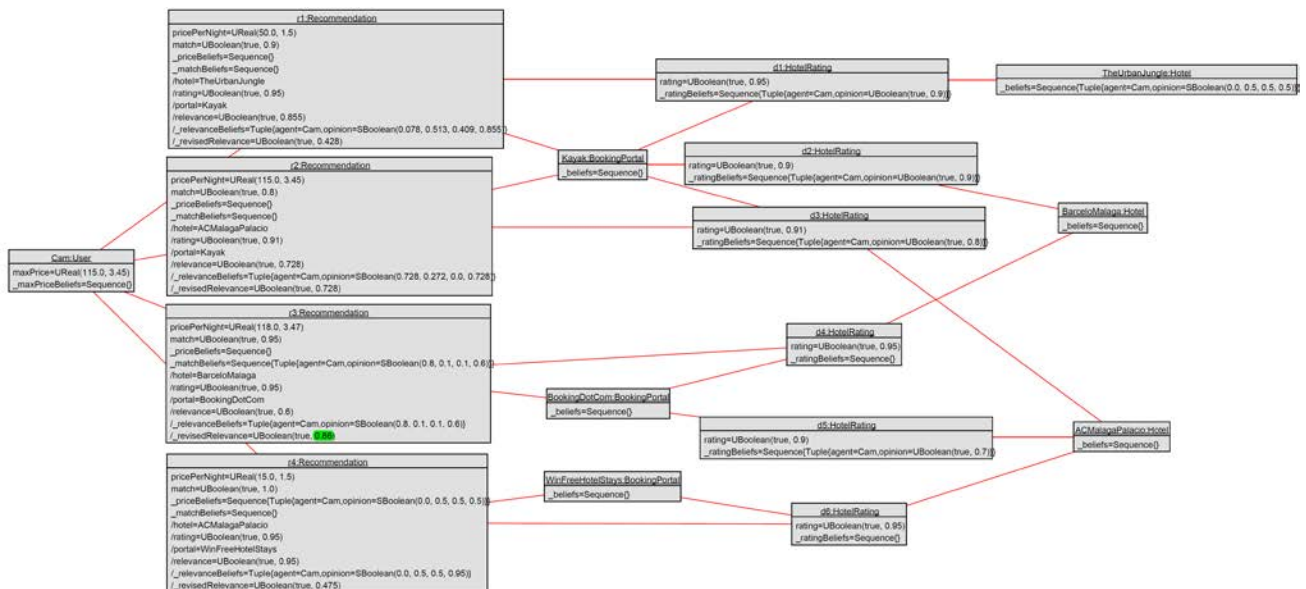 r1:Recommendation
pricePerNight=UReal(50.0, 1.5)
match=UBoolean(true, 0.9)
_priceBeliefs=Sequence{}
_matchBeliefs=Sequence{}
/hotel=TheUrbanJungle
/rating=UBoolean(true, 0.95)
/portal=Kayak
/relevance=UBoolean(true, 0.855)
/_relevanceBeliefs=Tuple{agent=Cam,opinion=SBoolean(0.078, 0.513, 0.409, 0.855)}
/_revisedRelevance=UBoolean(true, 0.428)
d1:HotelRating
rating=UBoolean(true, 0.95)
_ratingBeliefs=Sequence{Tuple{agent=Cam,opinion=UBoolean(true, 0.9)}}
TheUrbanJungle:Hotel
_beliefs=Sequence{Tuple{agent=Cam,opinion=SBoolean(0.0, 0.5, 0.5, 0.5)}}
Kayak:BookingPortal
_beliefs=Sequence{}
d2:HotelRating
rating=UBoolean(true, 0.9)
_ratingBeliefs=Sequence{Tuple{agent=Cam,opinion=UBoolean(true, 0.9)}}
r2:Recommendation
pricePerNight=UReal(115.0, 3.45)
match=UBoolean(true, 0.8)
_priceBeliefs=Sequence{}
_matchBeliefs=Sequence{}
/hotel=ACMalagaPalacio
/rating=UBoolean(true, 0.91)
/portal=Kayak
/relevance=UBoolean(true, 0.728)
/_relevanceBeliefs=Tuple{agent=Cam,opinion=SBoolean(0.728, 0.272, 0.0, 0.728)}
/_revisedRelevance=UBoolean(true, 0.728)
d3:HotelRating
rating=UBoolean(true, 0.91)
_ratingBeliefs=Sequence{Tuple{agent=Cam,opinion=UBoolean(true, 0.8)}}
BarceloMalaga:Hotel
_beliefs=Sequence{}
Cam:User
maxPrice=UReal(115.0, 3.45)
_maxPriceBeliefs=Sequence{}
r3:Recommendation
pricePerNight=UReal(118.0, 3.47)
match=UBoolean(true, 0.95)
_priceBeliefs=Sequence{}
_matchBeliefs=Sequence{Tuple{agent=Cam,opinion=SBoolean(0.8, 0.1, 0.1, 0.6)}}
/hotel=BarceloMalaga
/rating=UBoolean(true, 0.95)
/portal=BookingDotCom
/relevance=UBoolean(true, 0.6)
/_relevanceBeliefs=Tuple{agent=Cam,opinion=SBoolean(0.8, 0.1, 0.1, 0.6)}
/_revisedRelevance=UBoolean(true, 0.86)
d4:HotelRating
rating=UBoolean(true, 0.95)
_ratingBeliefs=Sequence{}
BookingDotCom:BookingPortal
_beliefs=Sequence{}
d5:HotelRating
rating=UBoolean(true, 0.9)
_ratingBeliefs=Sequence{Tuple{agent=Cam,opinion=UBoolean(true, 0.7)}}
ACMalagaPalacio:Hotel
_beliefs=Sequence{}
r4:Recommendation
pricePerNight=UReal(15.0, 1.5)
match=UBoolean(true, 1.0)
_priceBeliefs=Sequence{Tuple{agent=Cam,opinion=SBoolean(0.0, 0.5, 0.5, 0.5)}}
_matchBeliefs=Sequence{}
/hotel=ACMalagaPalacio
/rating=UBoolean(true, 0.95)
/portal=WinFreeHotelStays
/relevance=UBoolean(true, 0.95)
/_relevanceBeliefs=Tuple{agent=Cam,opinion=SBoolean(0.0, 0.5, 0.5, 0.95)}
/_revisedRelevance=UBoolean(true, 0.475)
WinFreeHotelStays:BookingPortal
_beliefs=Sequence{}
d6:HotelRating
rating=UBoolean(true, 0.95)
_ratingBeliefs=Sequence{}